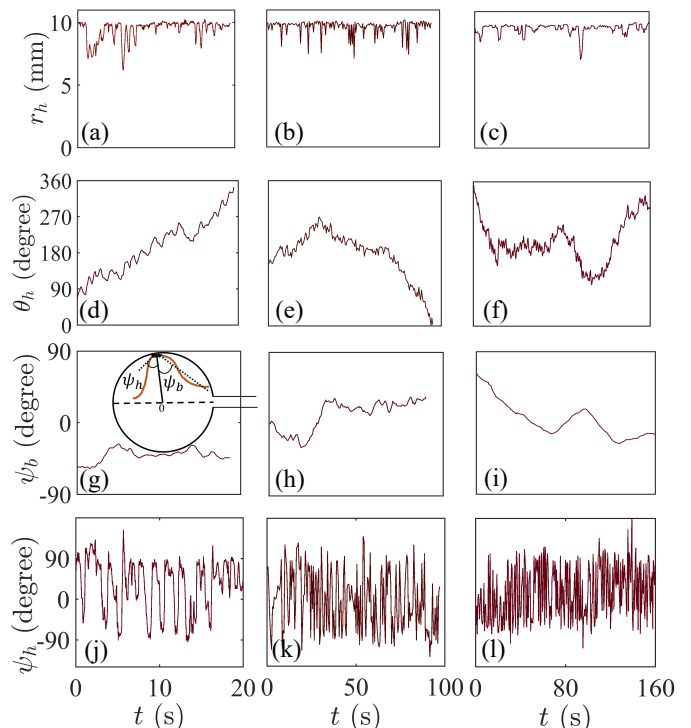 10
5
0
r_h (mm)
(a)
(b)
(c)
360
270
180
90
0
θ_h (degree)
(d)
(e)
(f)
90
0
-90
ψ_b (degree)
ψ_h
ψ_b
0
(g)
(h)
(i)
90
0
-90
ψ_h (degree)
(j)
(k)
(l)
0 10 20
0 50 100
0 80 160
t (s)
t (s)
t (s)